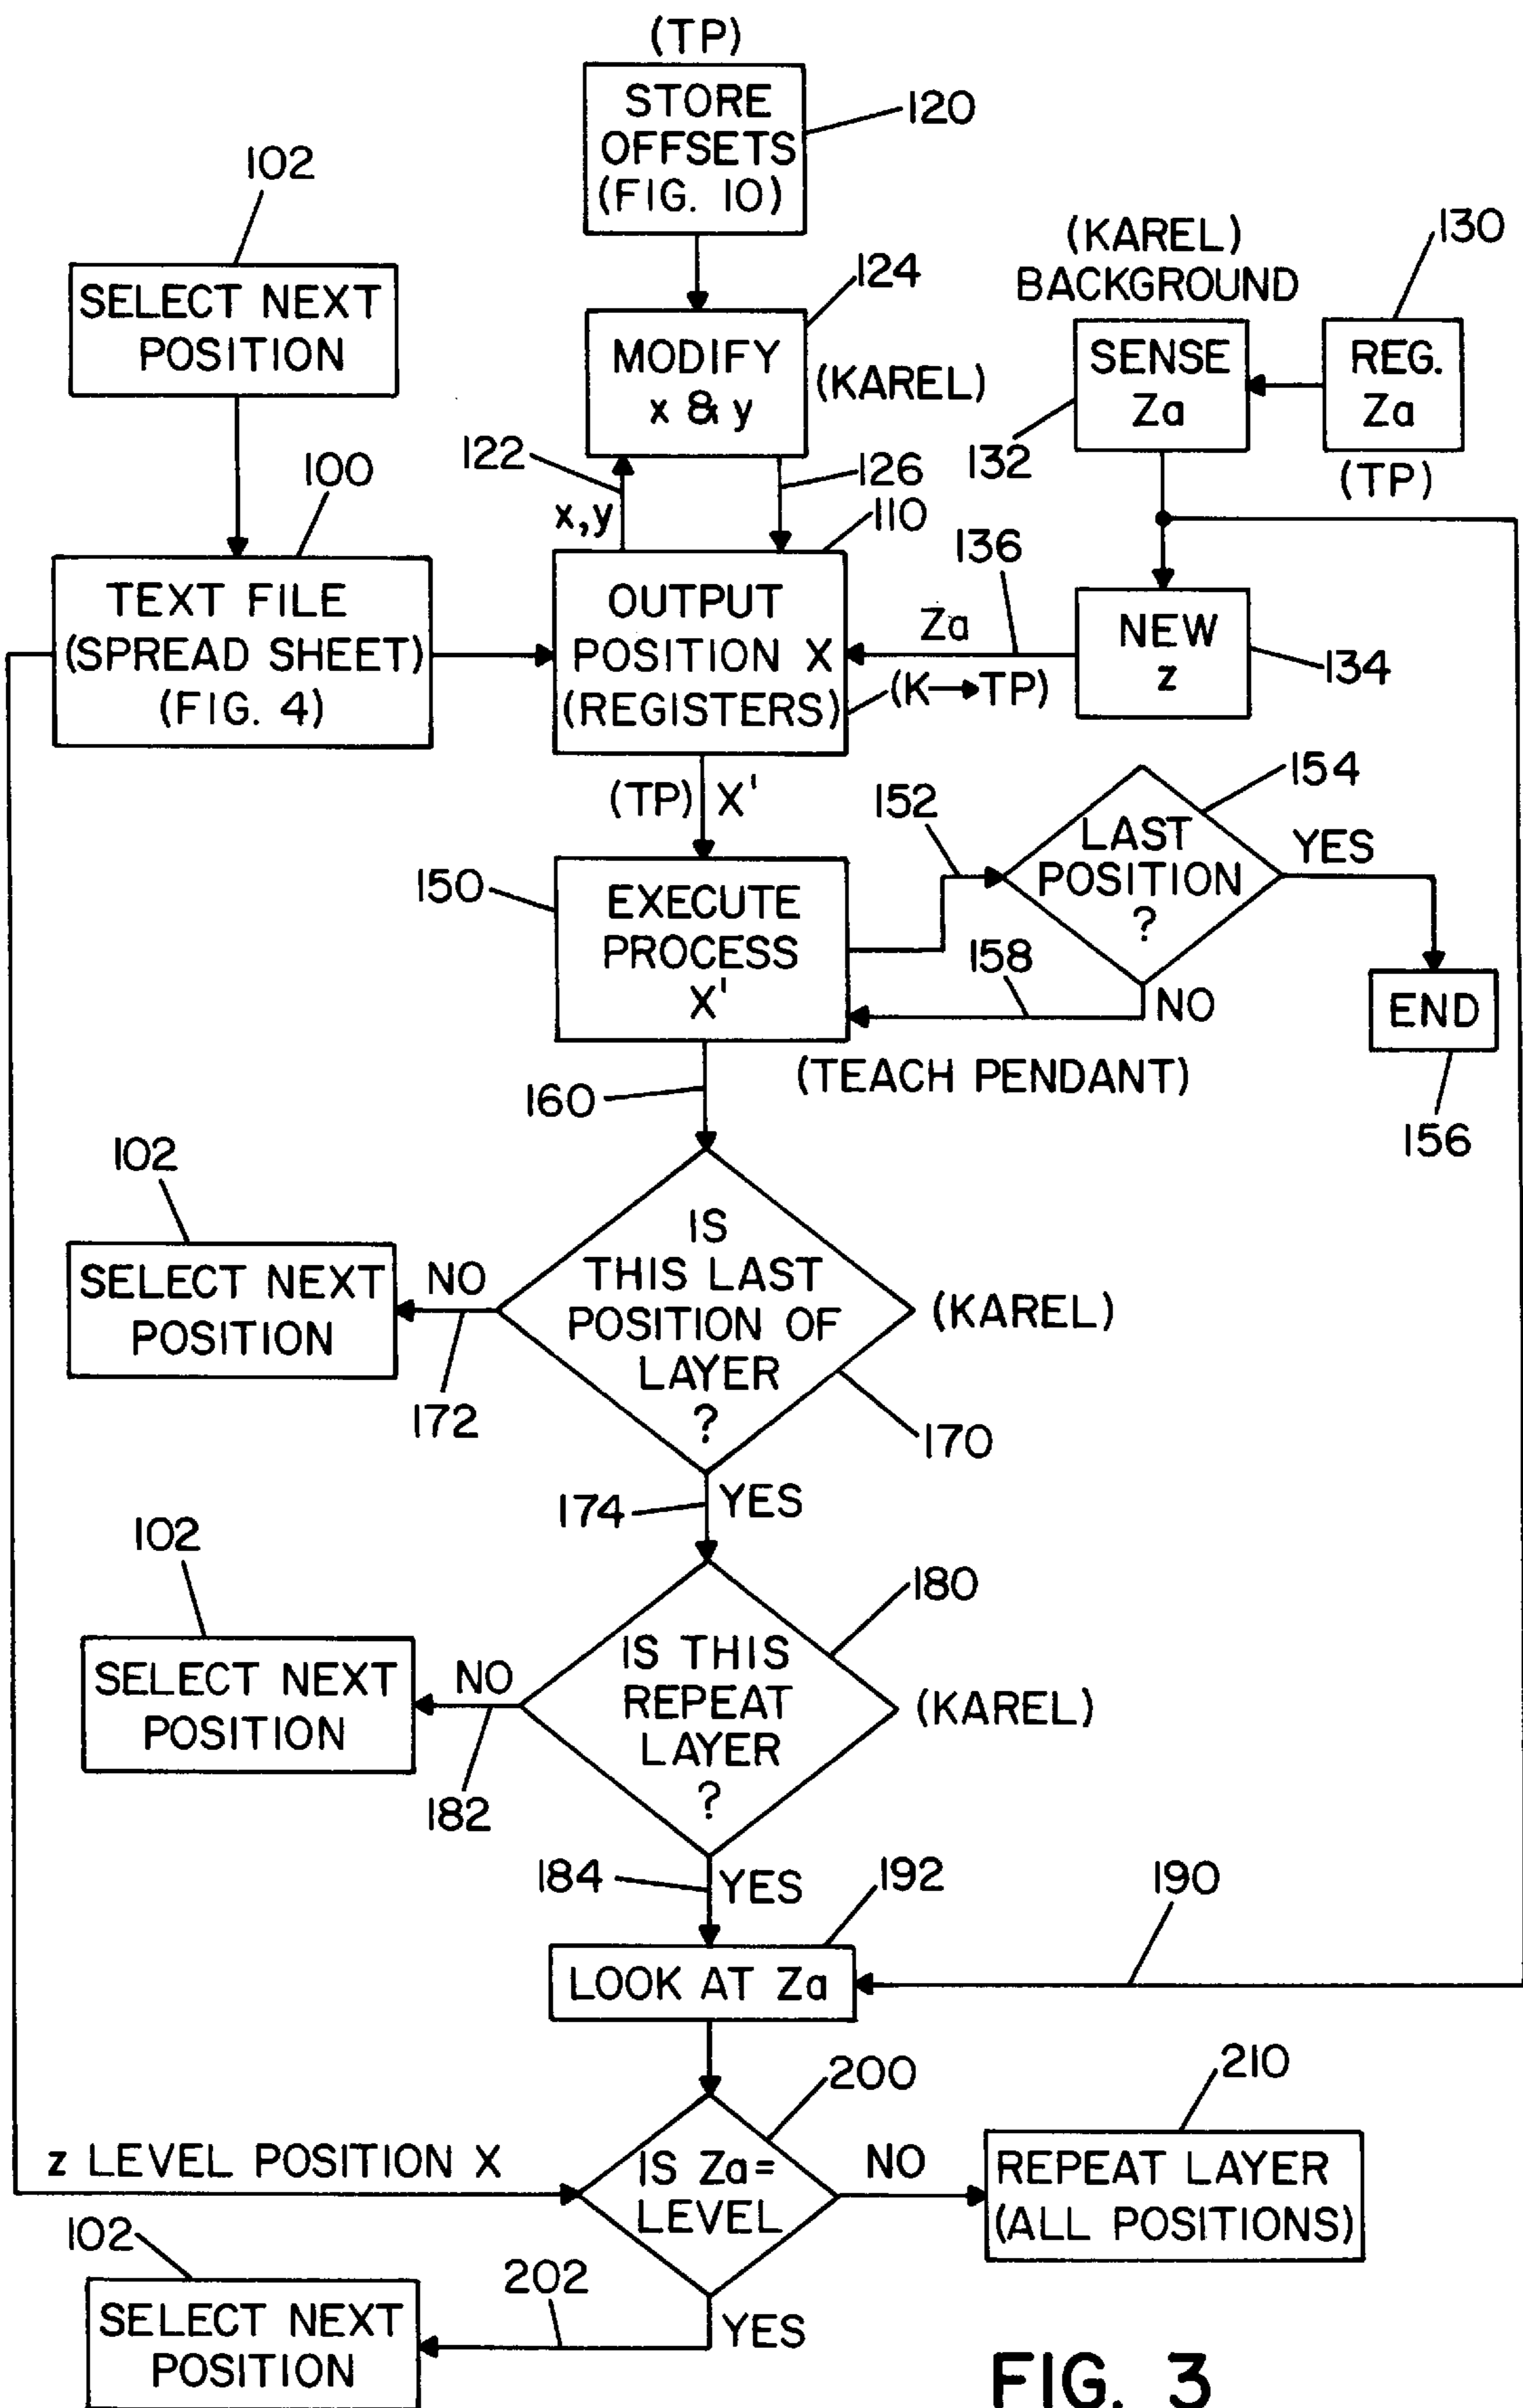 (TP)
STORE
OFFSETS
(FIG. 10)
120
102
SELECT NEXT
POSITION
124
MODIFY
x & y
(KAREL)
(KAREL)
BACKGROUND
130
SENSE
Za
REG.
Za
132
(TP)
122
126
x,y
110
100
TEXT FILE
(SPREAD SHEET)
(FIG. 4)
OUTPUT
POSITION X
(REGISTERS)
136
Za
(K→TP)
NEW
z
134
(TP) X'
150
EXECUTE
PROCESS
X'
152
154
LAST
POSITION
?
YES
158
NO
END
156
(TEACH PENDANT)
160
102
SELECT NEXT
POSITION
NO
172
IS
THIS LAST
POSITION OF
LAYER
?
(KAREL)
170
174
YES
102
SELECT NEXT
POSITION
NO
182
180
IS THIS
REPEAT
LAYER
?
(KAREL)
184
YES
192
190
LOOK AT Za
200
210
z LEVEL POSITION X
IS Za=
LEVEL
NO
REPEAT LAYER
(ALL POSITIONS)
102
SELECT NEXT
POSITION
202
YES
FIG. 3